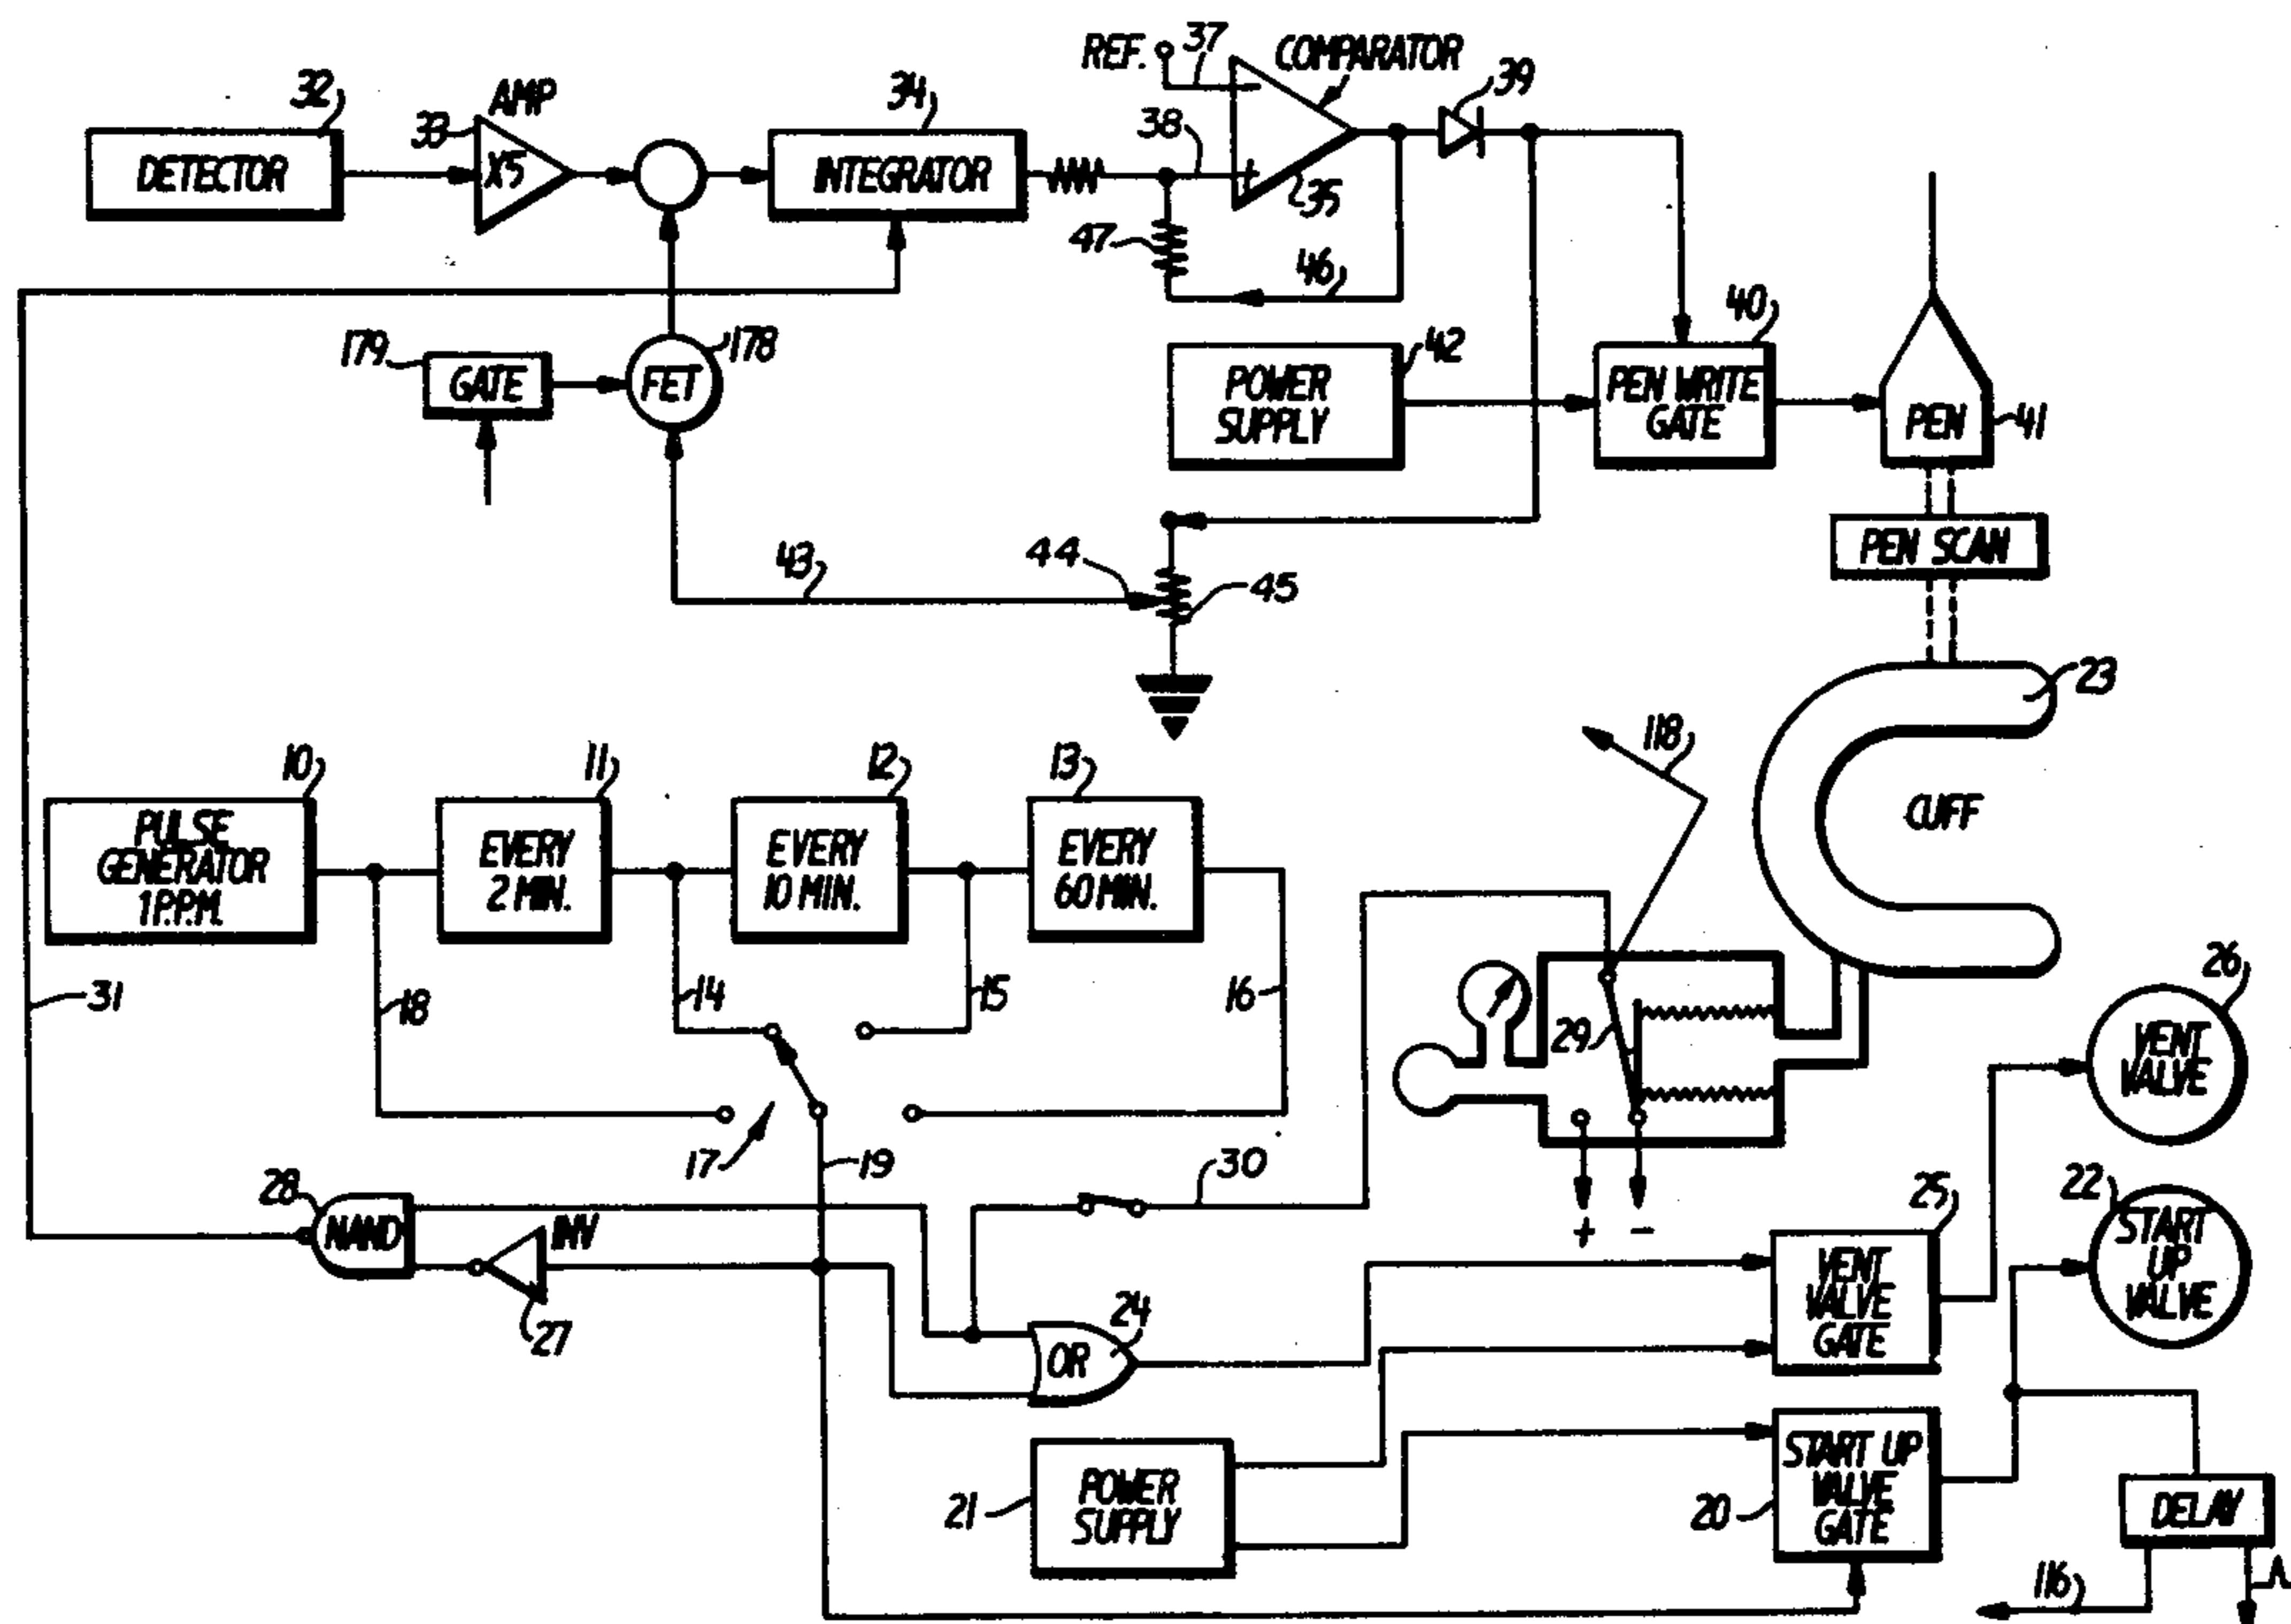 REF.
37
COMPARATOR
39
32
AMP
33
34
38
DETECTOR
X5
INTEGRATOR
-
+
35
47
46
179
178
42
40
GATE
FET
POWER
SUPPLY
PEN WRITE
GATE
PEN
41
43
44
45
PEN SCAN
23
118
10
11
12
13
PULSE
GENERATOR
1 P.P.M.
EVERY
2 MIN.
EVERY
10 MIN.
EVERY
60 MIN.
CUFF
31
18
14
15
16
29
26
VENT
VALVE
17
19
30
28
NAND
INV
27
+
-
25
22
START
UP
VALVE
24
OR
VENT
VALVE
GATE
21
POWER
SUPPLY
20
START UP
VALVE
GATE
DELAY
116